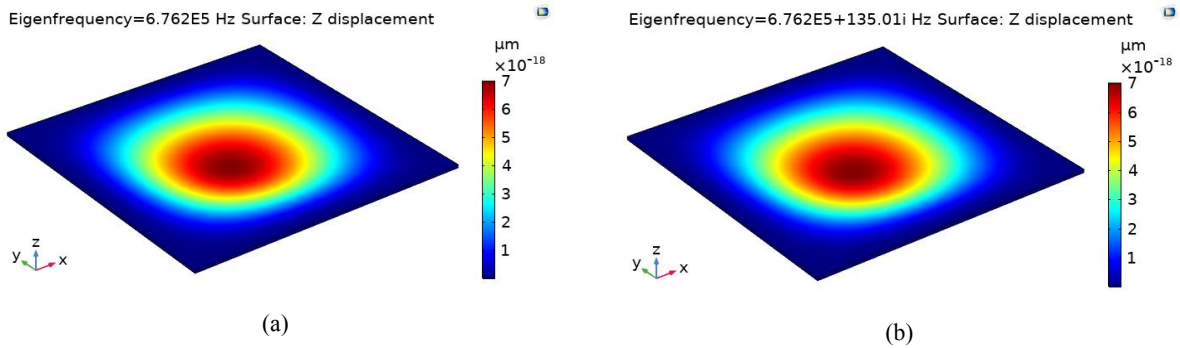 Eigenfrequency=6.762E5 Hz Surface: Z displacement
µm
×10⁻¹⁸
7
6
5
4
3
2
1
z
y
x
(a)
Eigenfrequency=6.762E5+135.01i Hz Surface: Z displacement
µm
×10⁻¹⁸
7
6
5
4
3
2
1
z
y
x
(b)